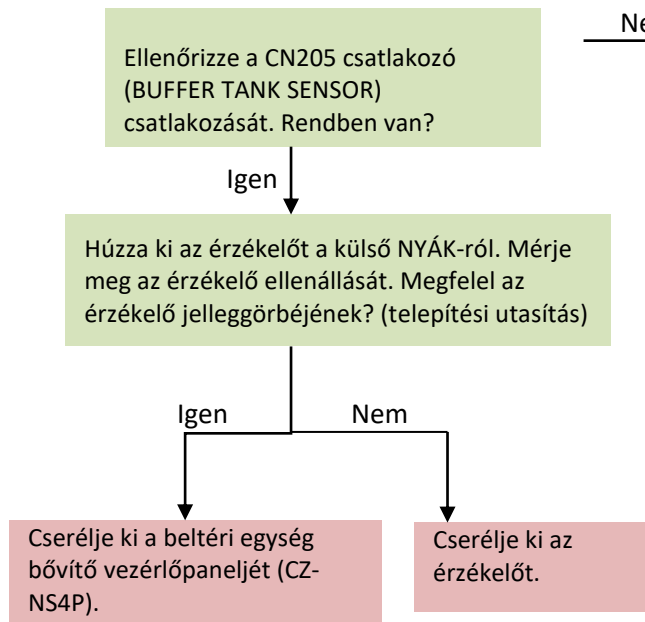 Ellenőrizze a CN205 csatlakozó
(BUFFER TANK SENSOR)
csatlakozását. Rendben van?
Igen
Húzza ki az érzékelőt a külső NYÁK-ról. Mérje
meg az érzékelő ellenállását. Megfelel az
érzékelő jelleggörbéjének? (telepítési utasítás)
Igen
Nem
Cserélje ki a beltéri egység
bővítő vezérlőpaneljét (CZ-
NS4P).
Cserélje ki az
érzékelőt.